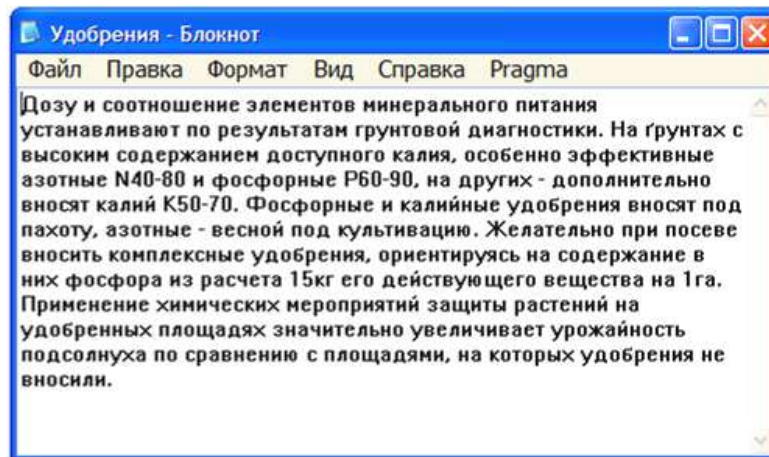 Удобрения - Блокнот
Файл Правка Формат Вид Справка Pragma
Дозу и соотношение элементов минерального питания
устанавливают по результатам грунтовой диагностики. На ґрунтах с
высоким содержанием доступного калия, особенно эффективные
азотные N40-80 и фосфорные P60-90, на других - дополнительно
вносят калий K50-70. Фосфорные и калийные удобрения вносят под
пахоту, азотные - весной под культивацию. Желательно при посеве
вносить комплексные удобрения, ориентируясь на содержание в
них фосфора из расчета 15кг его действующего вещества на 1га.
Применение химических мероприятий защиты растений на
удобренных площадях значительно увеличивает урожайность
подсолнуха по сравнению с площадями, на которых удобрения не
вносили.